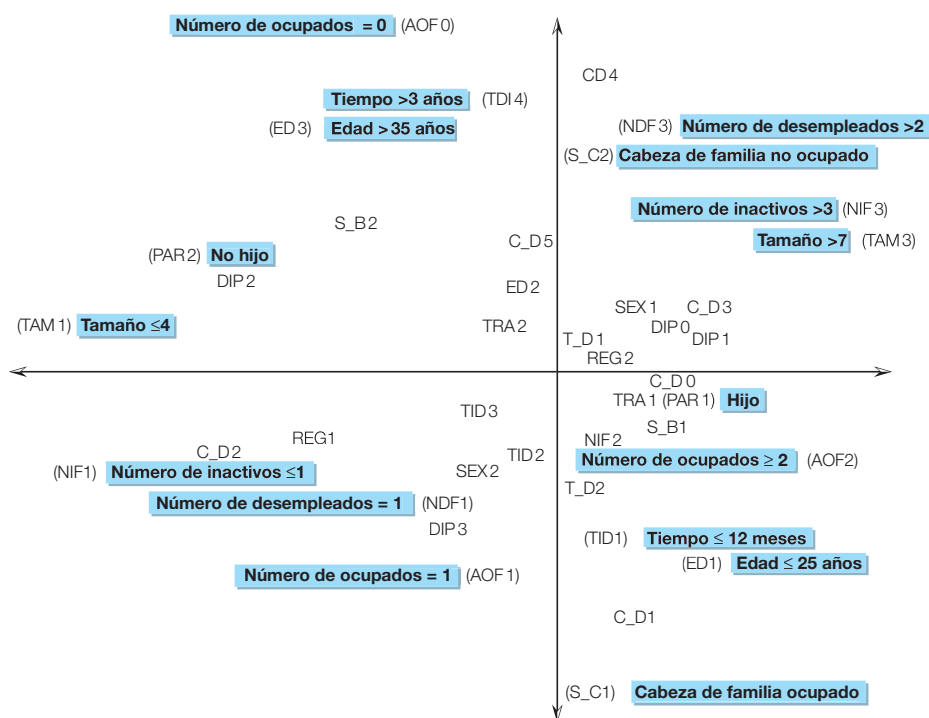 Número de ocupados = 0 (AOF0)
CD4
Tiempo >3 años (TDI4)
(ED3) Edad >35 años
(NDF3) Número de desempleados >2
(S_C2) Cabeza de familia no ocupado
Número de inactivos >3 (NIF3)
S_B2
C_D5
Tamaño >7 (TAM3)
(PAR2) No hijo
DIP2
ED2
SEX1 C_D3
(TAM1) Tamaño ≤4
TRA2
DIP0
T_D1
DIP1
REG2
C_D0
TRA1 (PAR1) Hijo
TID3
S_B1
REG1
NIF2
C_D2
TID2
Número de ocupados ≥ 2 (AOF2)
(NIF1) Número de inactivos ≤1
SEX2
T_D2
Número de desempleados = 1 (NDF1)
DIP3
(TID1) Tiempo ≤ 12 meses
(ED1) Edad ≤ 25 años
Número de ocupados = 1 (AOF1)
C_D1
(S_C1) Cabeza de familia ocupado